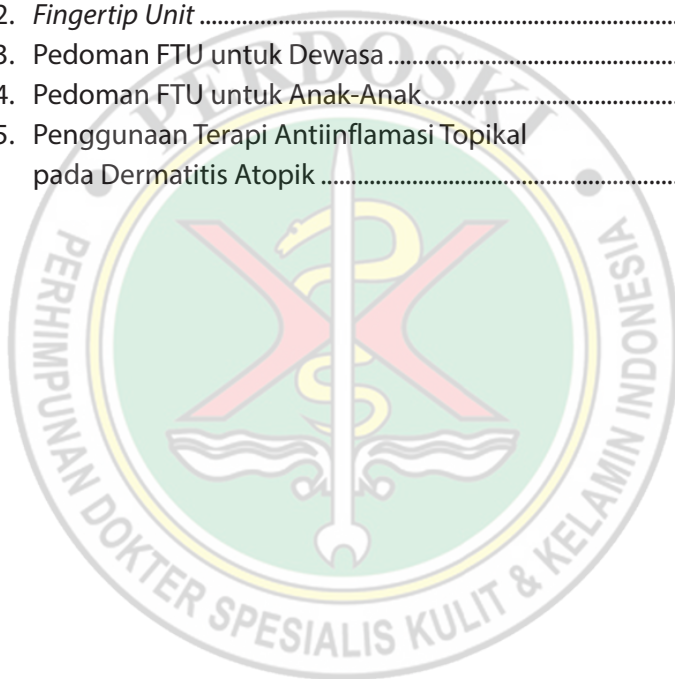 2. Fingertip Unit ..............................................................................
3. Pedoman FTU untuk Dewasa ..............................................
4. Pedoman FTU untuk Anak-Anak........................................
5. Penggunaan Terapi Antiinflamasi Topikal
pada Dermatitis Atopik .........................................................
PERDOSKI
PERHIMPUNAN DOKTER SPESIALIS KULIT & KELAMIN INDONESIA